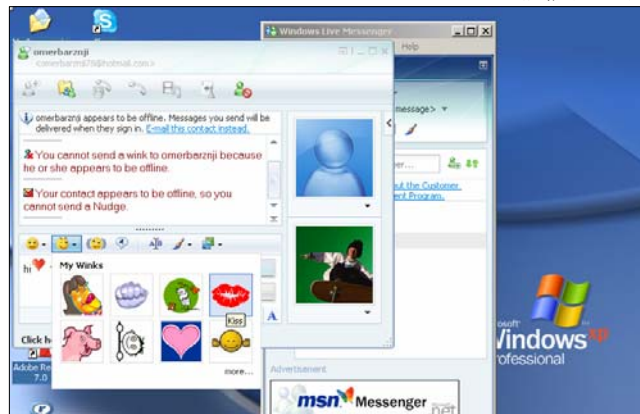 Windows Live Messenger
Help
omerbarznji
message>
omerbarznji appears to be offline. Messages you send will be
delivered when they sign in. E-mail this contact instead.
You cannot send a wink to omerbarznji because
he or she appears to be offline.
Your contact appears to be offline, so you
cannot send a Nudge.
out the Customer
ent Program.
hi
My Winks
Kiss
more...
Click h
Adobe Re
7.0
Windows xp
Professional
Advertisement
msn Messenger
net